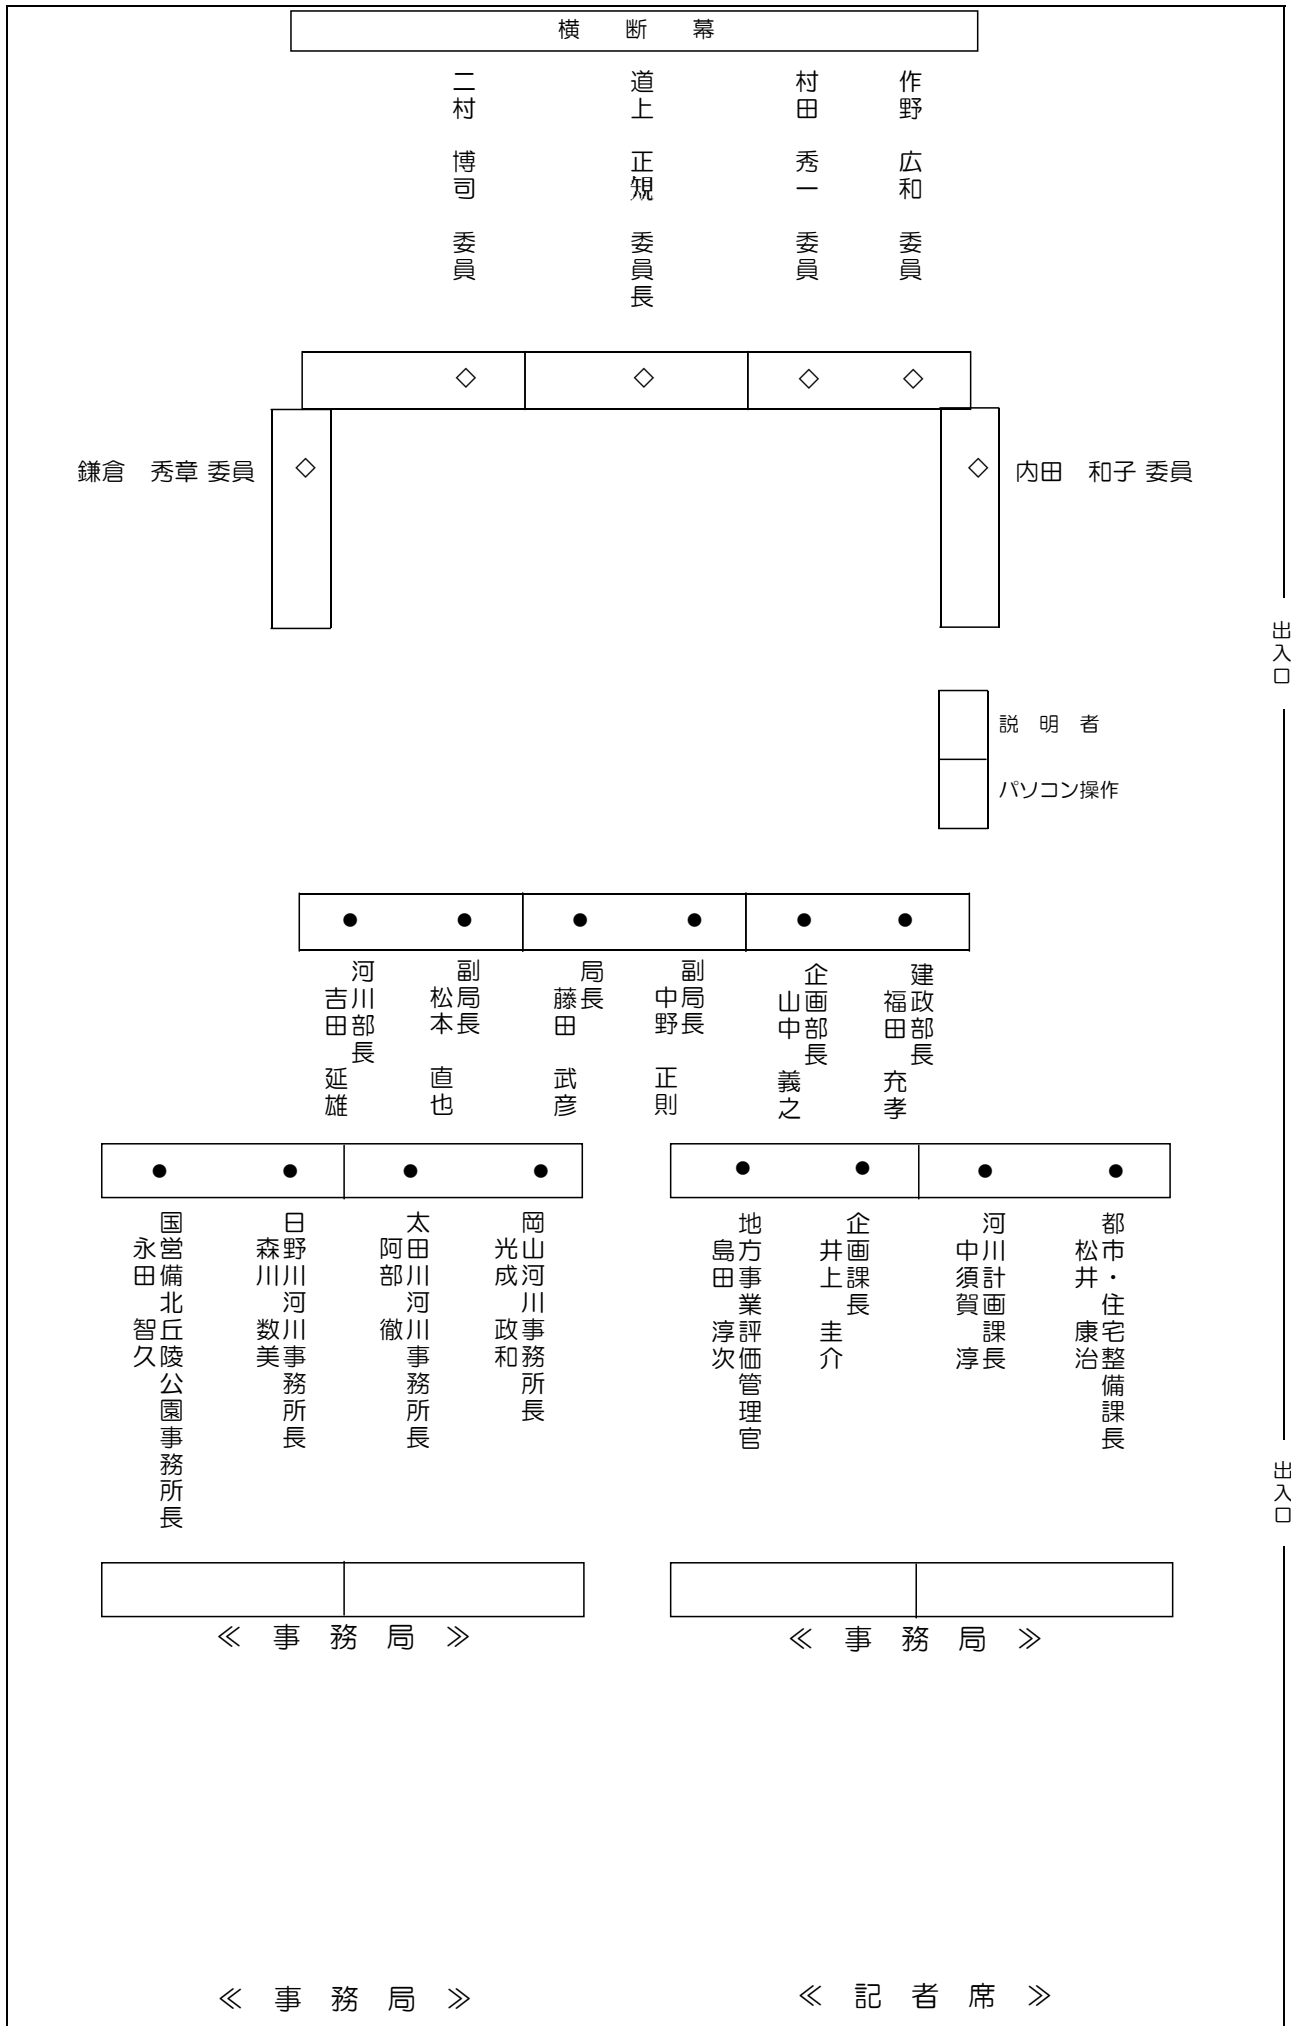 横　断　幕
二村　博司　委員
道上　正規　委員長
村田　秀一　委員
作野　広和　委員
鎌倉　秀章 委員
内田　和子 委員
出入口
説　明　者
パソコン操作
河川部長
吉田　延雄
副局長
松本　直也
局長
藤田　武彦
副局長
中野　正則
企画部長
山中　義之
建政部長
福田　充孝
国営備北丘陵公園事務所長
永田　智久
日野川河川事務所長
森川　数美
太田川河川事務所長
阿部　徹
岡山河川事務所長
光成　政和
地方事業評価管理官
島田　淳次
企画課長
井上　圭介
河川計画課長
中須賀　淳
都市・住宅整備課長
松井　康治
出入口
≪　事　務　局　≫
≪　事　務　局　≫
≪　事　務　局　≫
≪　記　者　席　≫